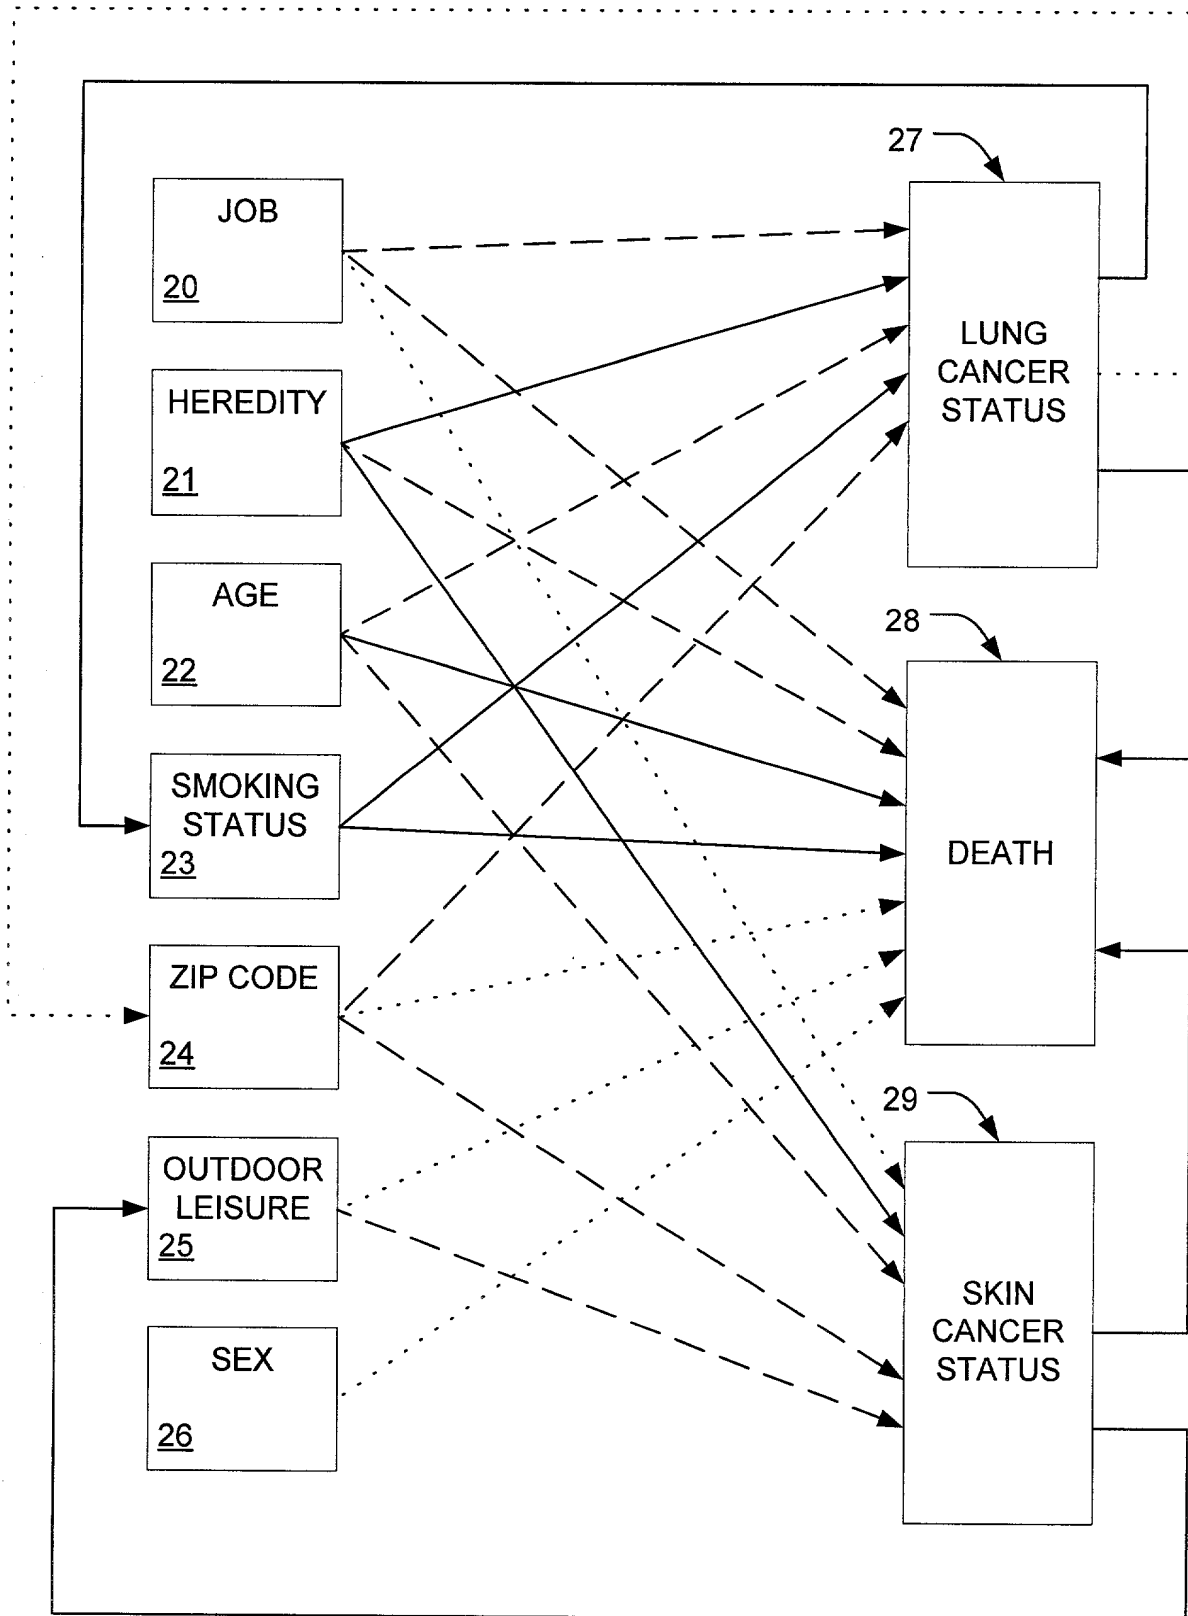 JOB
20
HEREDITY
21
AGE
22
SMOKING
STATUS
23
ZIP CODE
24
OUTDOOR
LEISURE
25
SEX
26
27
LUNG
CANCER
STATUS
28
DEATH
29
SKIN
CANCER
STATUS